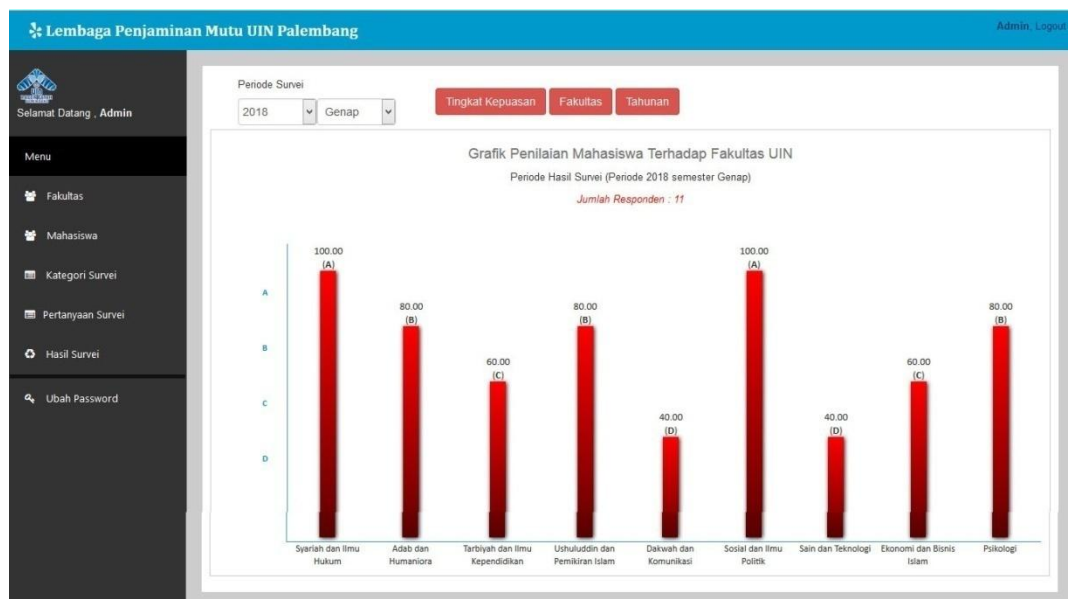 Lembaga Penjaminan Mutu UIN Palembang
Admin, Logout
Selamat Datang , Admin
Menu
Fakultas
Mahasiswa
Kategori Survei
Pertanyaan Survei
Hasil Survei
Ubah Password
Periode Survei
2018 Genap
Tingkat Kepuasan Fakultas Tahunan
Grafik Penilaian Mahasiswa Terhadap Fakultas UIN
Periode Hasil Survei (Periode 2018 semester Genap)
Jumlah Responden : 11
A
B
C
D
100.00
(A)
80.00
(B)
60.00
(C)
80.00
(B)
40.00
(D)
100.00
(A)
40.00
(D)
60.00
(C)
80.00
(B)
Syariah dan Ilmu
Hukum
Adab dan
Humaniora
Tarbiyah dan Ilmu
Kependidikan
Ushuluddin dan
Pemikiran Islam
Dakwah dan
Komunikasi
Sosial dan Ilmu
Politik
Sain dan Teknologi
Ekonomi dan Bisnis
Islam
Psikologi